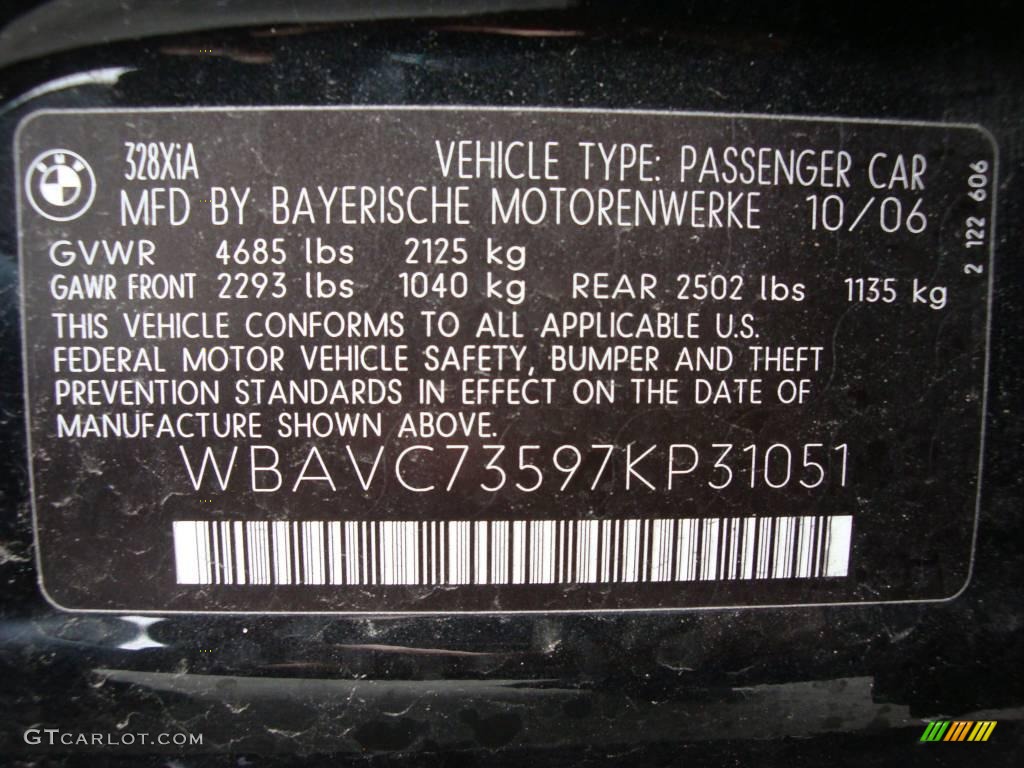 328XiA VEHICLE TYPE: PASSENGER CAR
MFD BY BAYERISCHE MOTORENWERKE 10/06
GVWR 4685 lbs 2125 kg
GAWR FRONT 2293 lbs 1040 kg REAR 2502 lbs 1135 kg
THIS VEHICLE CONFORMS TO ALL APPLICABLE U.S.
FEDERAL MOTOR VEHICLE SAFETY, BUMPER AND THEFT
PREVENTION STANDARDS IN EFFECT ON THE DATE OF
MANUFACTURE SHOWN ABOVE.
WBAVC73597KP31051
2 122 606
GTCARLOT.COM